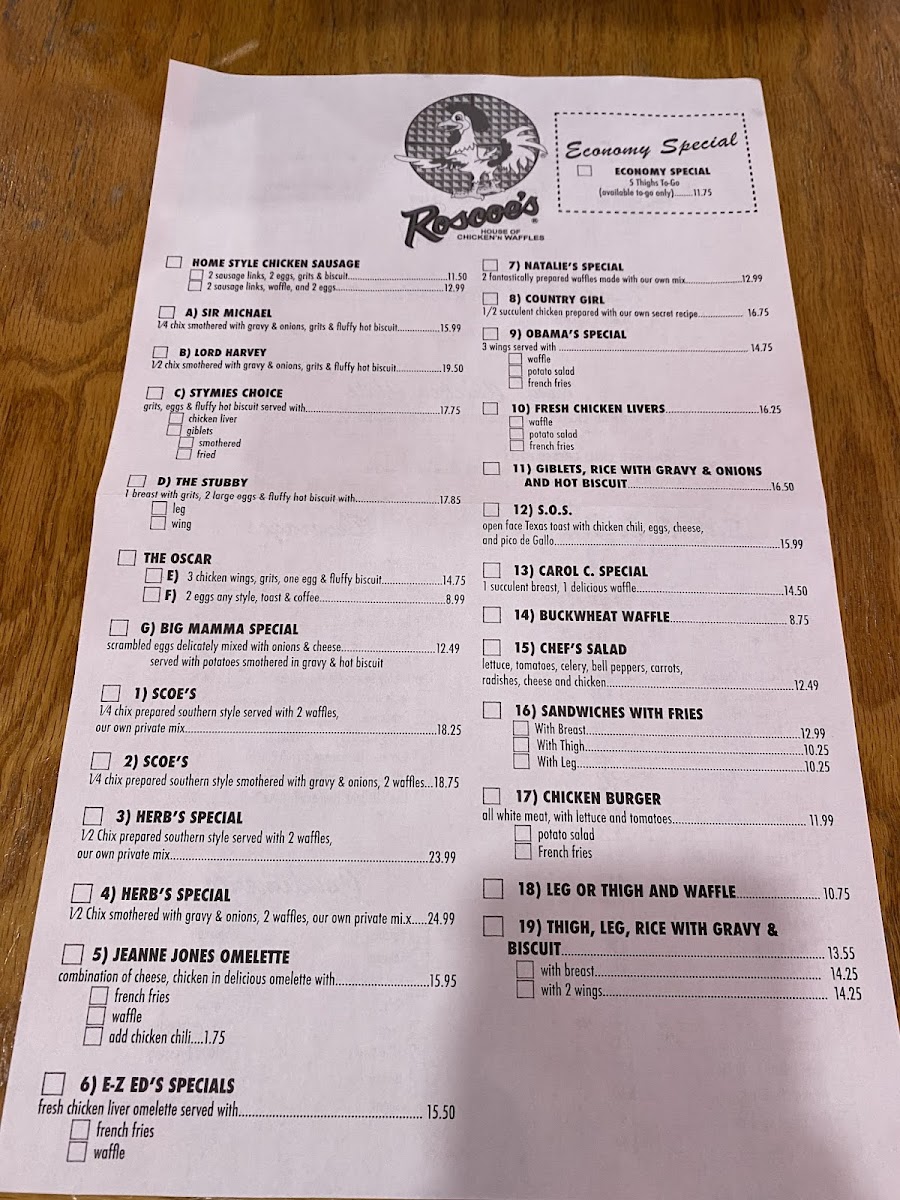 Roscoe's
®
HOUSE OF
CHICKEN'N WAFFLES
Economy Special
ECONOMY SPECIAL
5 Thighs To-Go
(available to-go only)........11.75
HOME STYLE CHICKEN SAUSAGE
2 sausage links, 2 eggs, grits & biscuit....................11.50
2 sausage links, waffle, and 2 eggs....................12.99
A) SIR MICHAEL
1/4 chix smothered with gravy & onions, grits & fluffy hot biscuit..............15.99
B) LORD HARVEY
1/2 chix smothered with gravy & onions, grits & fluffy hot biscuit..............19.50
C) STYMIES CHOICE
grits, eggs & fluffy hot biscuit served with....................17.75
chicken liver
giblets
smothered
fried
D) THE STUBBY
1 breast with grits, 2 large eggs & fluffy hot biscuit with....................17.85
leg
wing
THE OSCAR
E) 3 chicken wings, grits, one egg & fluffy biscuit....................14.75
F) 2 eggs any style, toast & coffee....................8.99
G) BIG MAMMA SPECIAL
scrambled eggs delicately mixed with onions & cheese....................12.49
served with potatoes smothered in gravy & hot biscuit
1) SCOE'S
1/4 chix prepared southern style served with 2 waffles,
our own private mix....................18.25
2) SCOE'S
1/4 chix prepared southern style smothered with gravy & onions, 2 waffles...18.75
3) HERB'S SPECIAL
1/2 Chix prepared southern style served with 2 waffles,
our own private mix....................23.99
4) HERB'S SPECIAL
1/2 Chix smothered with gravy & onions, 2 waffles, our own private mi.x.....24.99
5) JEANNE JONES OMELETTE
combination of cheese, chicken in delicious omelette with....................15.95
french fries
waffle
add chicken chili....1.75
6) E-Z ED'S SPECIALS
fresh chicken liver omelette served with.................... 15.50
french fries
waffle
7) NATALIE'S SPECIAL
2 fantastically prepared waffles made with our own mix....................12.99
8) COUNTRY GIRL
1/2 succulent chicken prepared with our own secret recipe.................... 16.75
9) OBAMA'S SPECIAL
3 wings served with .................... 14.75
waffle
potato salad
french fries
10) FRESH CHICKEN LIVERS....................16.25
waffle
potato salad
french fries
11) GIBLETS, RICE WITH GRAVY & ONIONS
AND HOT BISCUIT....................16.50
12) S.O.S.
open face Texas toast with chicken chili, eggs, cheese,
and pico de Gallo....................15.99
13) CAROL C. SPECIAL
1 succulent breast, 1 delicious waffle....................14.50
14) BUCKWHEAT WAFFLE.................... 8.75
15) CHEF'S SALAD
lettuce, tomatoes, celery, bell peppers, carrots,
radishes, cheese and chicken....................12.49
16) SANDWICHES WITH FRIES
With Breast....................12.99
With Thigh....................10.25
With Leg....................10.25
17) CHICKEN BURGER
all white meat, with lettuce and tomatoes.................... 11.99
potato salad
French fries
18) LEG OR THIGH AND WAFFLE.................... 10.75
19) THIGH, LEG, RICE WITH GRAVY &
BISCUIT.................... 13.55
with breast.................... 14.25
with 2 wings.................... 14.25